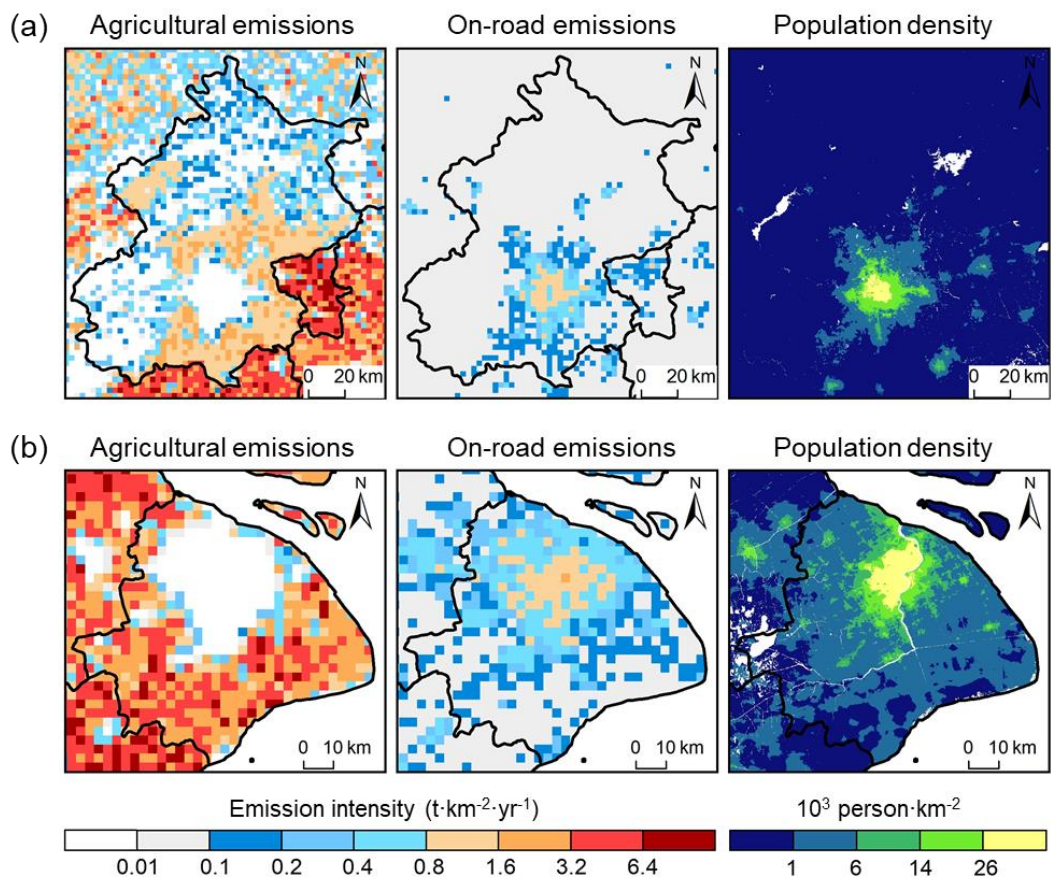 (a) Agricultural emissions On-road emissions Population density
N N N
0 20 km 0 20 km 0 20 km
(b) Agricultural emissions On-road emissions Population density
N N N
0 10 km 0 10 km 0 10 km
Emission intensity (t·km⁻²·yr⁻¹) 10³ person·km⁻²
0.01 0.1 0.2 0.4 0.8 1.6 3.2 6.4 1 6 14 26